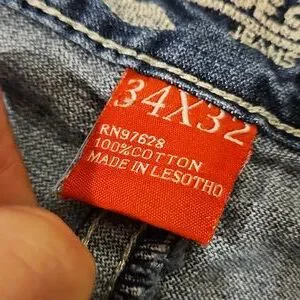 34X32
RN97628
100%COTTON
MADE IN LESOTHO